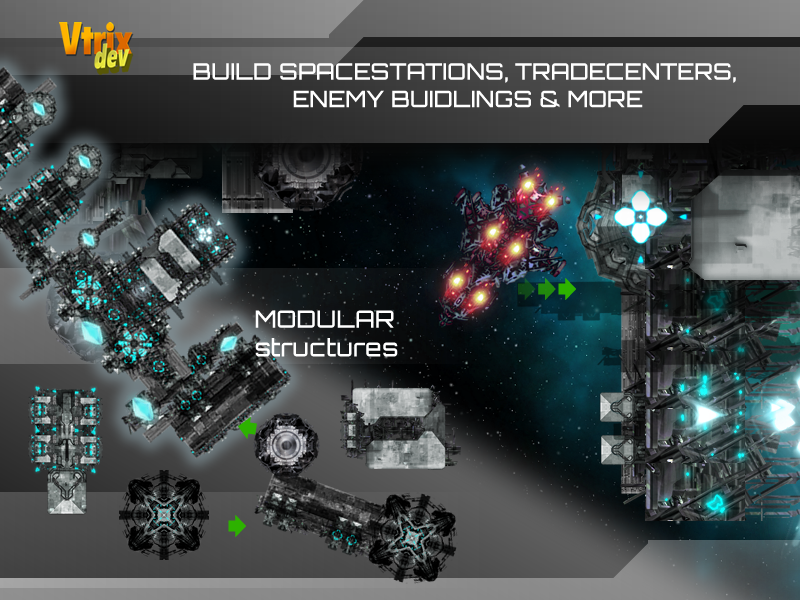 Vtrix
dev
BUILD SPACESTATIONS, TRADECENTERS,
ENEMY BUIDLINGS & MORE
MODULAR
structures